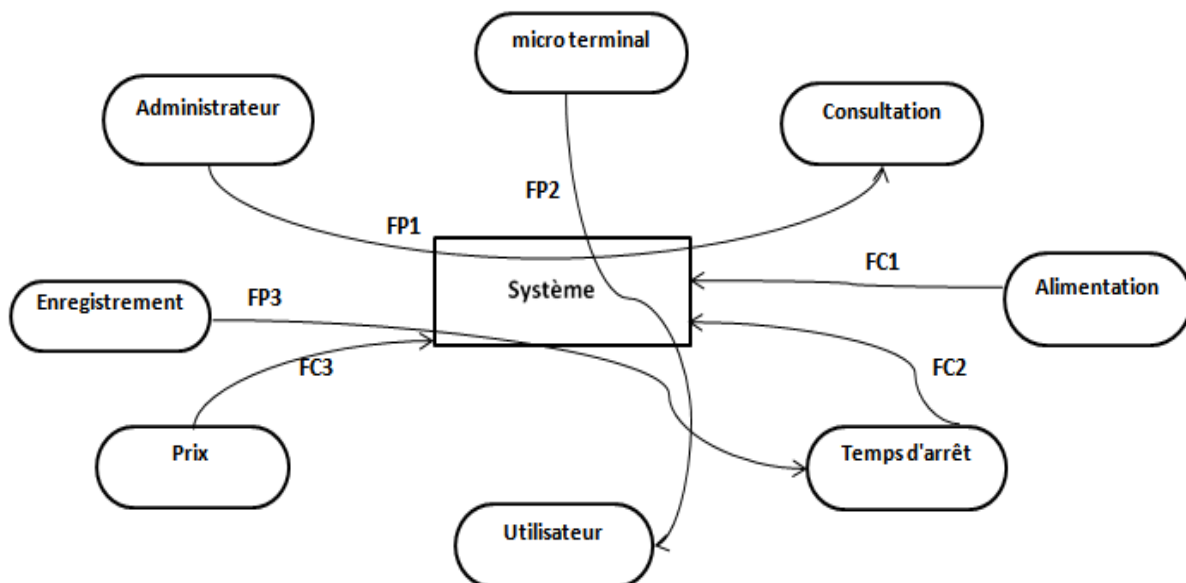 micro terminal
Administrateur
Consultation
FP2
FP1
FC1
Système
Alimentation
Enregistrement
FP3
FC3
FC2
Prix
Temps d'arrêt
Utilisateur